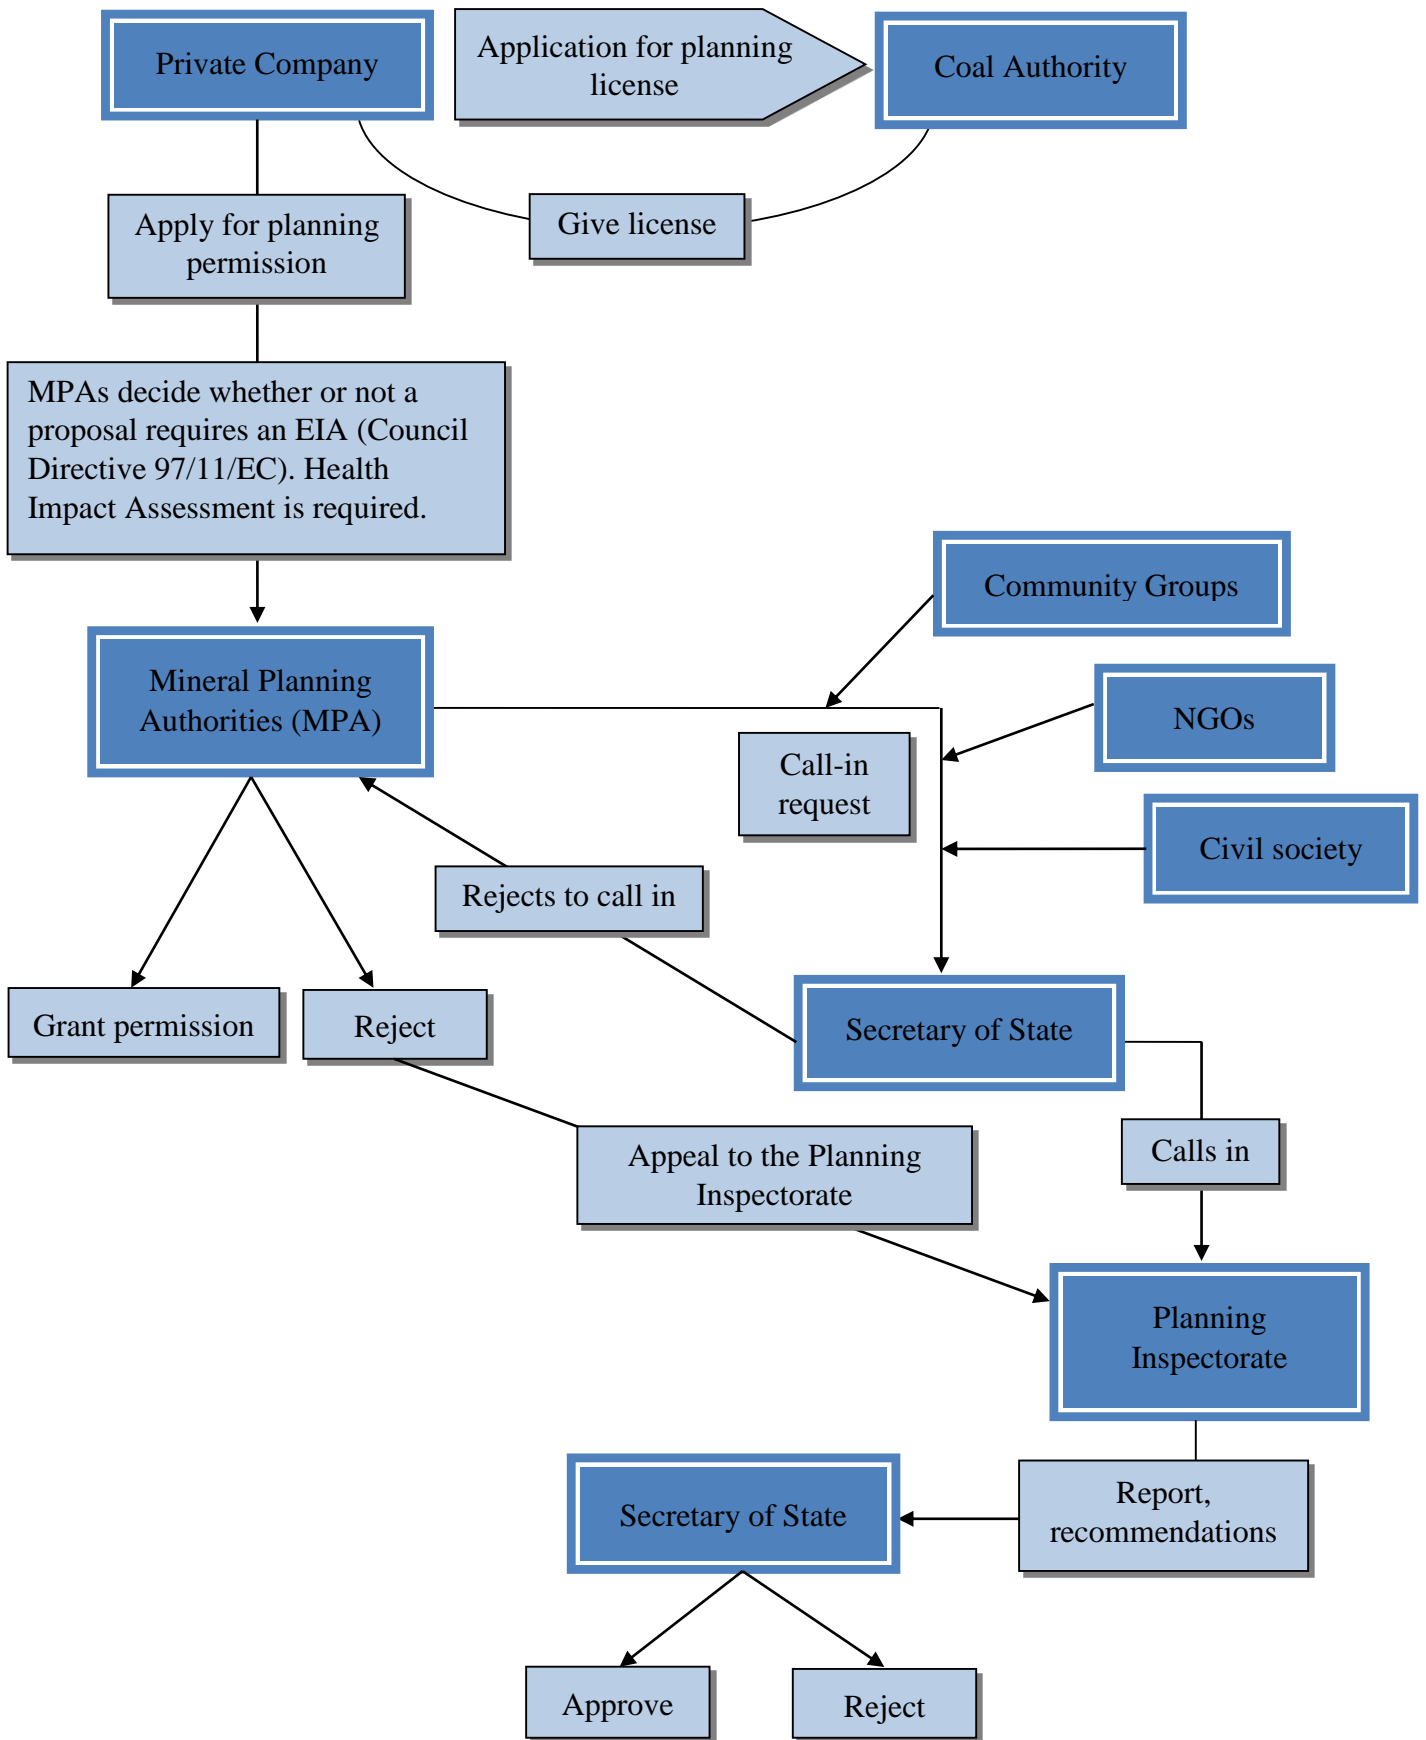 Private Company
Application for planning
license
Coal Authority
Apply for planning
permission
Give license
MPAs decide whether or not a
proposal requires an EIA (Council
Directive 97/11/EC). Health
Impact Assessment is required.
Community Groups
Mineral Planning
Authorities (MPA)
NGOs
Call-in
request
Civil society
Rejects to call in
Grant permission
Reject
Secretary of State
Appeal to the Planning
Inspectorate
Calls in
Planning
Inspectorate
Secretary of State
Report,
recommendations
Approve
Reject